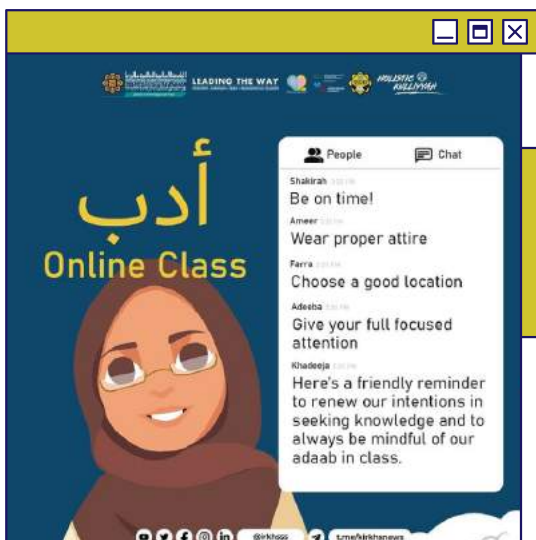 LEADING THE WAY
HOLISTIC
KULLIYYAH
أدب
Online Class
People
Chat
Shakirah
Be on time!
Ameer
Wear proper attire
Farra
Choose a good location
Adeeba
Give your full focused
attention
Khadeeja
Here's a friendly reminder
to renew our intentions in
seeking knowledge and to
always be mindful of our
adaab in class.
@irkhsss
t.me/kirkhsnews